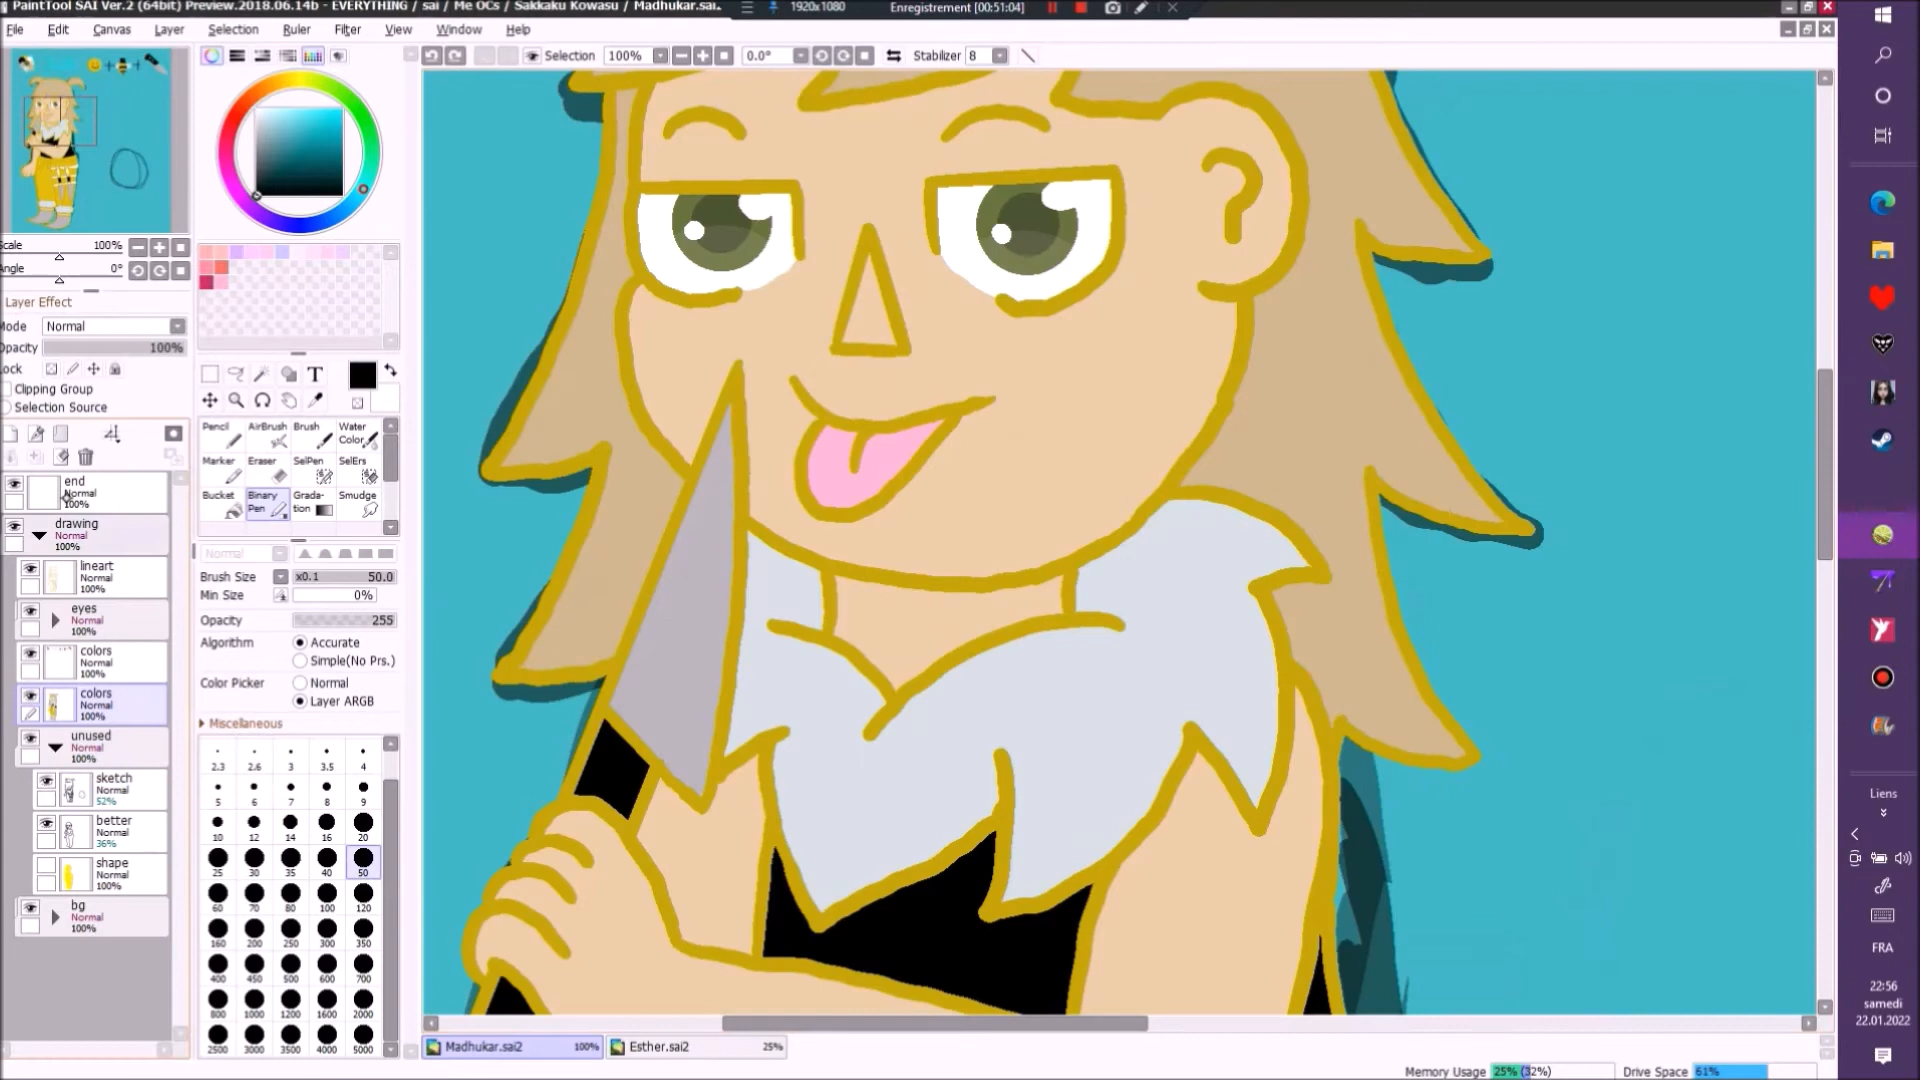 PaintTool SAI Ver.2 (64bit) Preview.2018.06.14b - EVERYTHING / sai / Me OCs / Sakkaku Kowasu / Madhukar.sai...
1920x1080
Enregistrement [00:51:04]
File Edit Canvas Layer Selection Ruler Filter View Window Help
Selection 100% 0.0° Stabilizer 8
Scale 100%
Angle 0°
Layer Effect
Mode Normal
Opacity 100%
Lock
Clipping Group
Selection Source
end
Normal
100%
drawing
Normal
100%
lineart
Normal
100%
eyes
Normal
100%
colors
Normal
100%
colors
Normal
100%
unused
Normal
100%
sketch
Normal
52%
better
Normal
36%
shape
Normal
100%
bg
Normal
100%
T
Pencil AirBrush Brush Water Color
Marker Eraser SelPen SelErs
Bucket Binary Pen Grada-tion Smudge
Normal
Brush Size x0.1 50.0
Min Size 0%
Opacity 255
Algorithm Accurate
Simple(No Prs.)
Color Picker Normal
Layer ARGB
Miscellaneous
2.3 2.6 3 3.5 4
5 6 7 8 9
10 12 14 16 20
25 30 35 40 50
60 70 80 100 120
160 200 250 300 350
400 450 500 600 700
800 1000 1200 1600 2000
2500 3000 3500 4000 5000
Madhukar.sai2 100% Esther.sai2 25%
Memory Usage 25% (32%) Drive Space 61%
Liens
FRA
22:56
samedi
22.01.2022